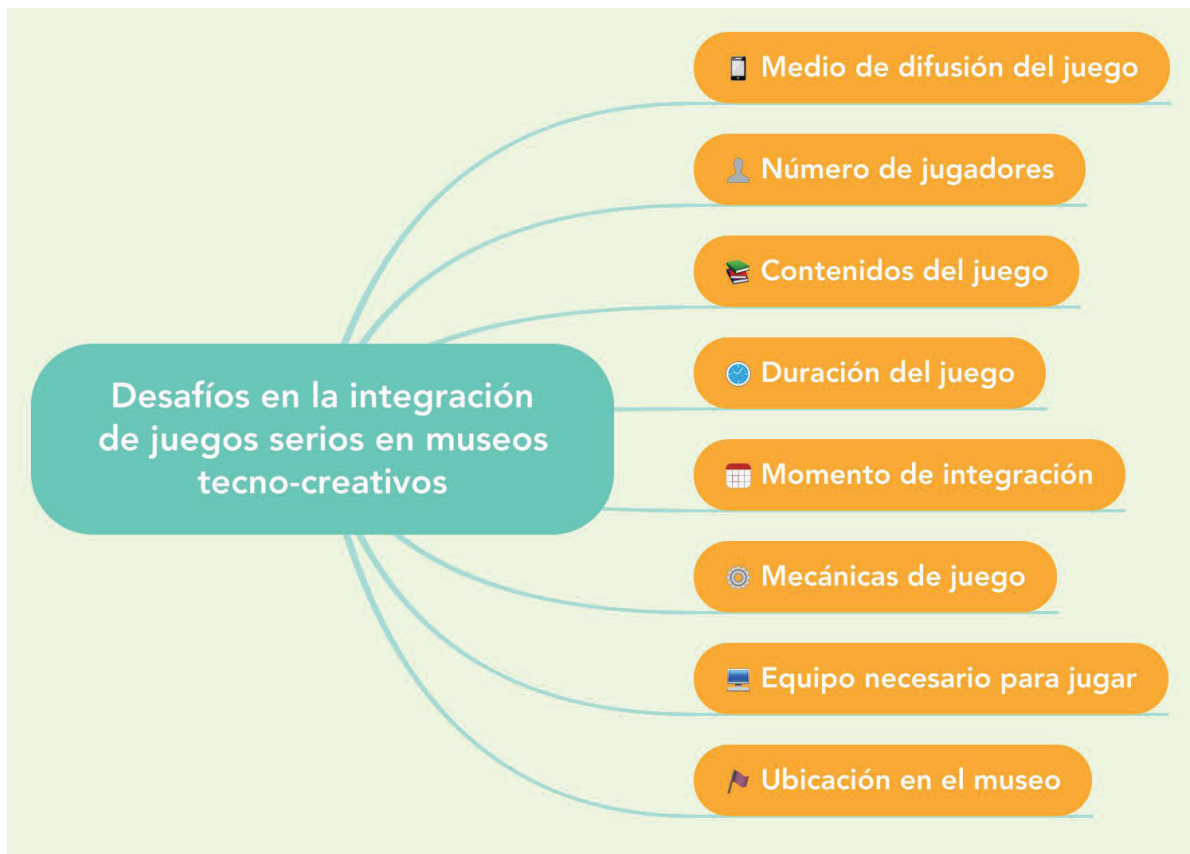 Medio de difusión del juego
Número de jugadores
Contenidos del juego
Duración del juego
Desafíos en la integración
de juegos serios en museos
tecno-creativos
Momento de integración
Mecánicas de juego
Equipo necesario para jugar
Ubicación en el museo